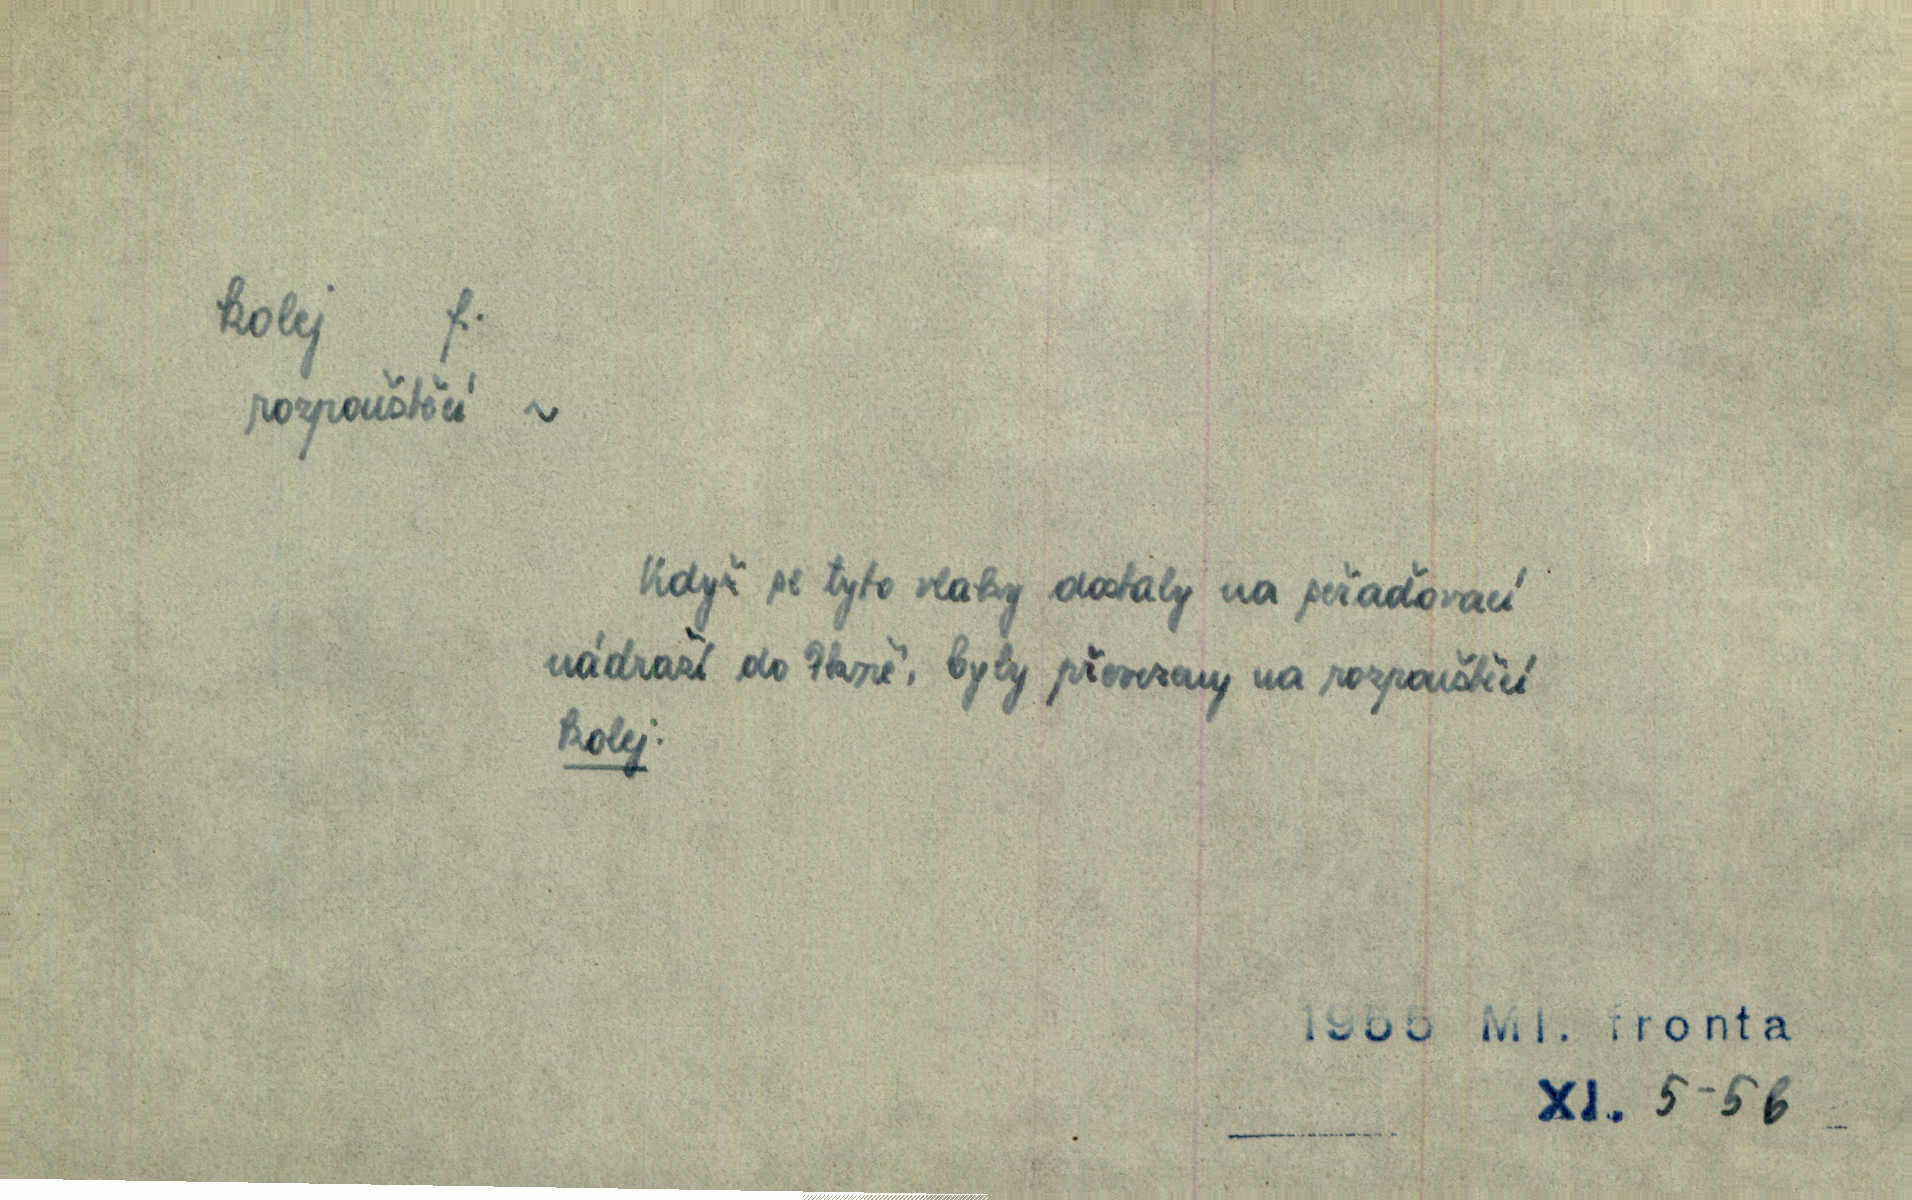 kolej f.
rozpouštěcí ~
Když se tyto vlaky dostaly na seřaďovací
nádraží do Plzně, byly převezeny na rozpouštěcí
kolej.
1955 Ml. fronta
XI. 5-56